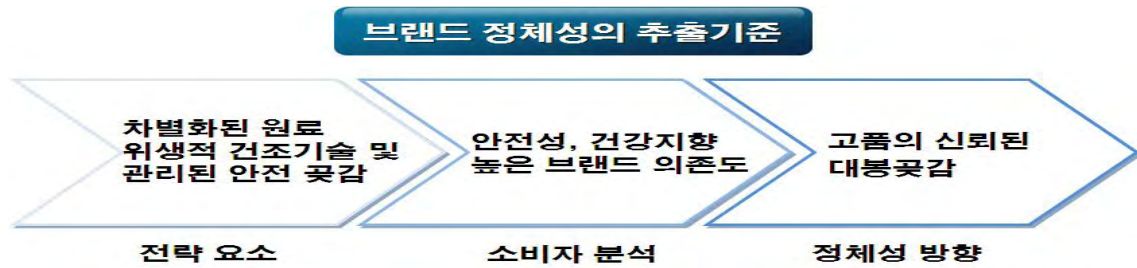 브랜드 정체성의 추출기준
차별화된 원료
위생적 건조기술 및
관리된 안전 곶감
안전성, 건강지향
높은 브랜드 의존도
고품의 신뢰된
대봉곶감
전략 요소
소비자 분석
정체성 방향